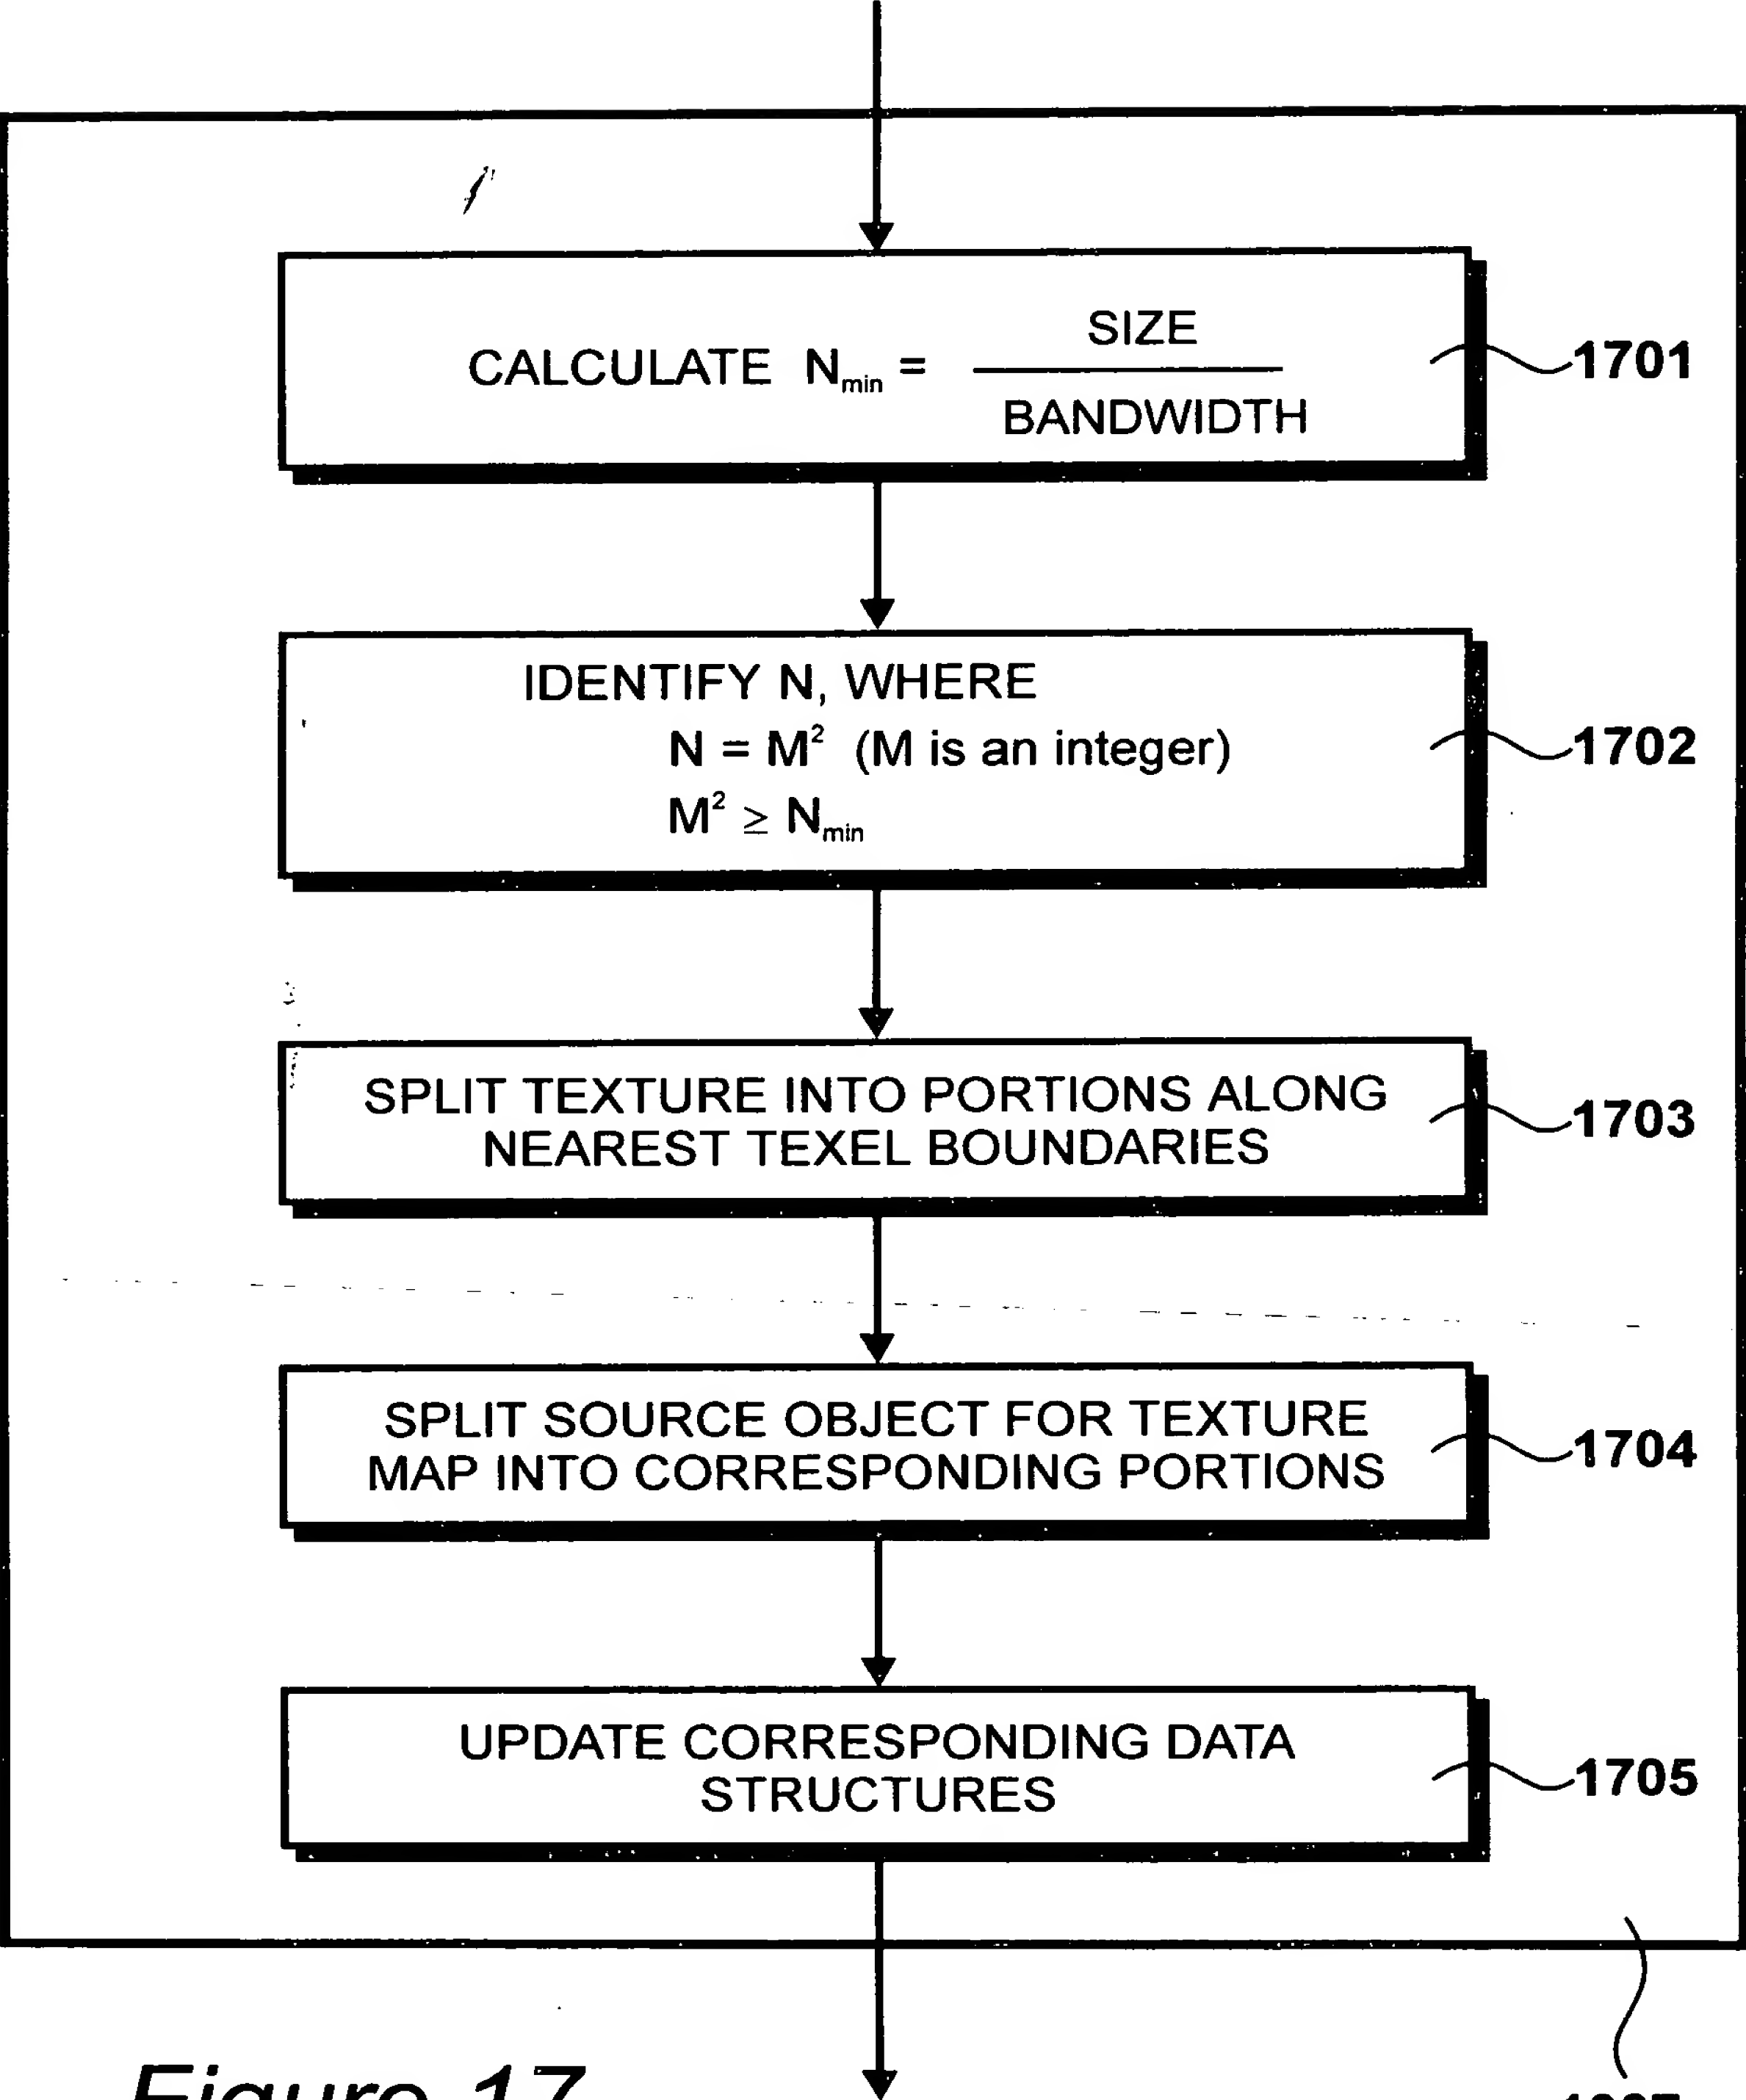 SIZE
CALCULATE Nmin =
BANDWIDTH
1701
IDENTIFY N, WHERE
N = M² (M is an integer)
M² ≥ Nmin
1702
SPLIT TEXTURE INTO PORTIONS ALONG
NEAREST TEXEL BOUNDARIES
1703
SPLIT SOURCE OBJECT FOR TEXTURE
MAP INTO CORRESPONDING PORTIONS
1704
UPDATE CORRESPONDING DATA
STRUCTURES
1705
Figure 17